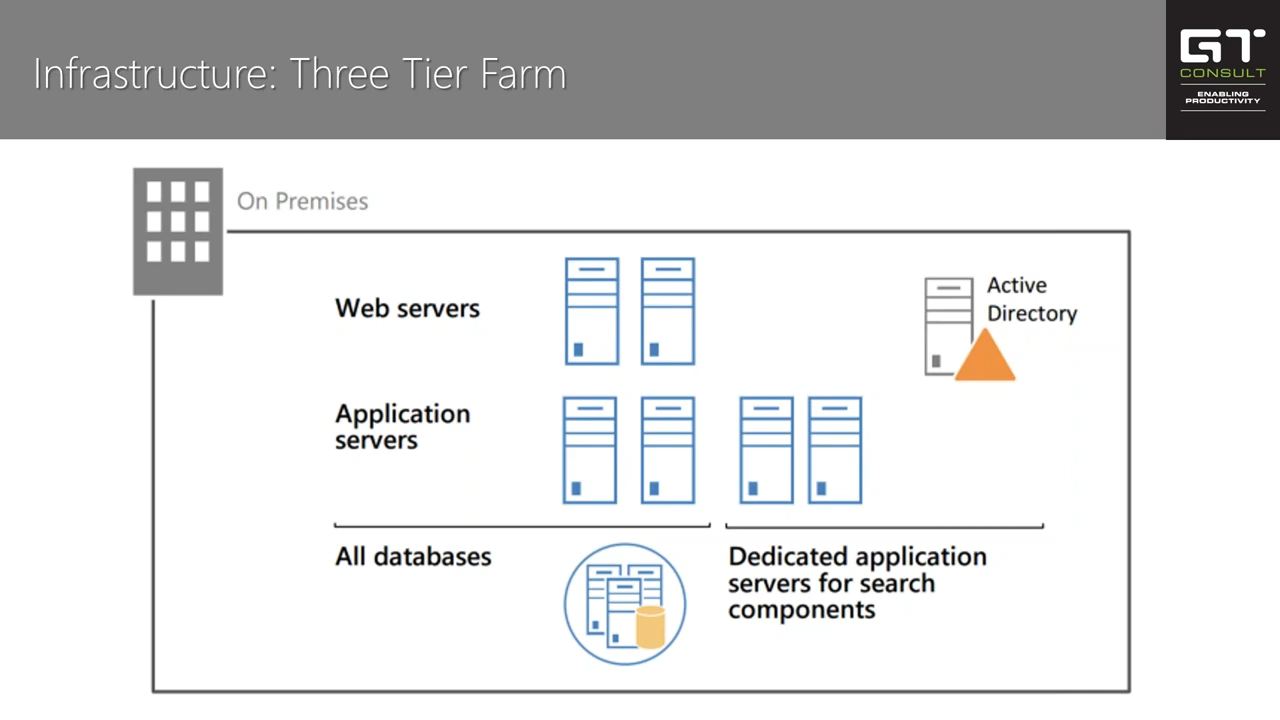 Infrastructure: Three Tier Farm
GT
CONSULT
ENABLING
PRODUCTIVITY
On Premises
Web servers
Active
Directory
Application
servers
All databases
Dedicated application
servers for search
components